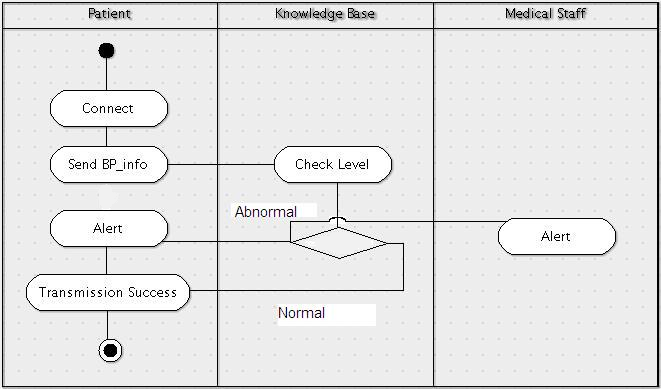 Patient
Knowledge Base
Medical Staff
Connect
Send BP_info
Check Level
Abnormal
Alert
Alert
Transmission Success
Normal